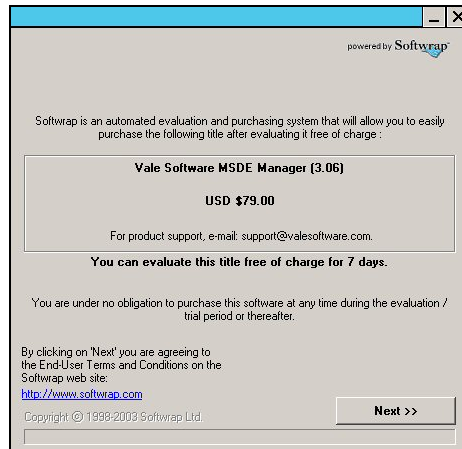 powered by Softwrap
Softwrap is an automated evaluation and purchasing system that will allow you to easily
purchase the following title after evaluating it free of charge :
Vale Software MSDE Manager (3.06)
USD $79.00
For product support, e-mail: support@valesoftware.com.
You can evaluate this title free of charge for 7 days.
You are under no obligation to purchase this software at any time during the evaluation /
trial period or thereafter.
By clicking on 'Next' you are agreeing to
the End-User Terms and Conditions on the
Softwrap web site:
http://www.softwrap.com
Copyright © 1998-2003 Softwrap Ltd.
Next >>